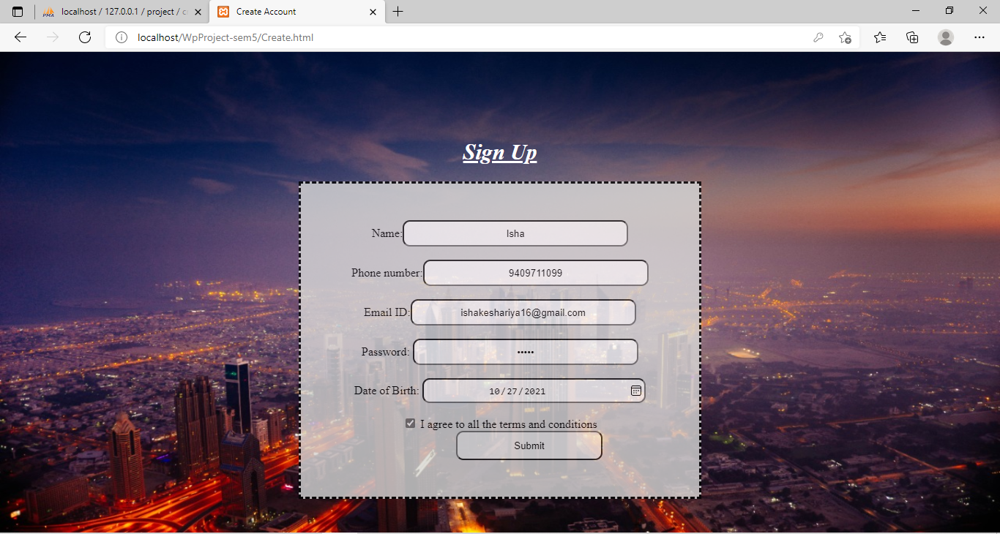 localhost / 127.0.0.1 / project / c
Create Account
localhost/WpProject-sem5/Create.html
Sign Up
Name: Isha
Phone number: 9409711099
Email ID: ishakeshariya16@gmail.com
Password: •••••
Date of Birth: 10/27/2021
I agree to all the terms and conditions
Submit